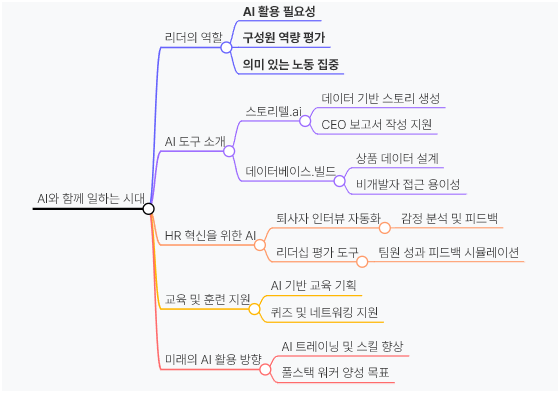 AI와 함께 일하는 시대
리더의 역할
AI 활용 필요성
구성원 역량 평가
의미 있는 노동 집중
AI 도구 소개
스토리텔.ai
데이터 기반 스토리 생성
CEO 보고서 작성 지원
데이터베이스.빌드
상품 데이터 설계
비개발자 접근 용이성
HR 혁신을 위한 AI
퇴사자 인터뷰 자동화
감정 분석 및 피드백
리더십 평가 도구
팀원 성과 피드백 시뮬레이션
교육 및 훈련 지원
AI 기반 교육 기획
퀴즈 및 네트워킹 지원
미래의 AI 활용 방향
AI 트레이닝 및 스킬 향상
풀스택 워커 양성 목표